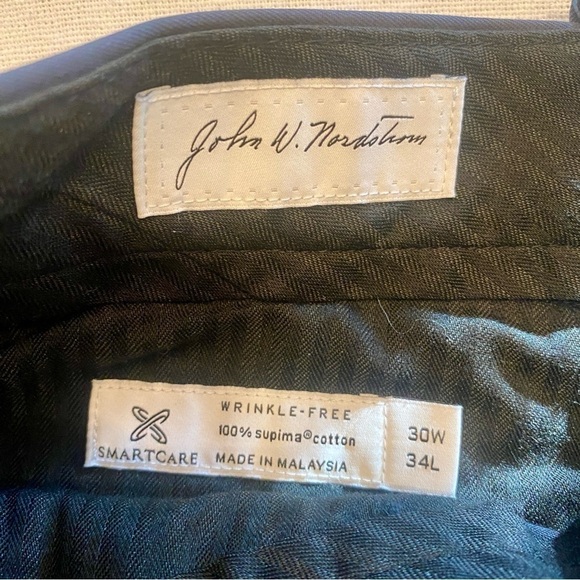 John W. Nordstrom
WRINKLE-FREE
100% supima® cotton
SMARTCARE
MADE IN MALAYSIA
30W
34L